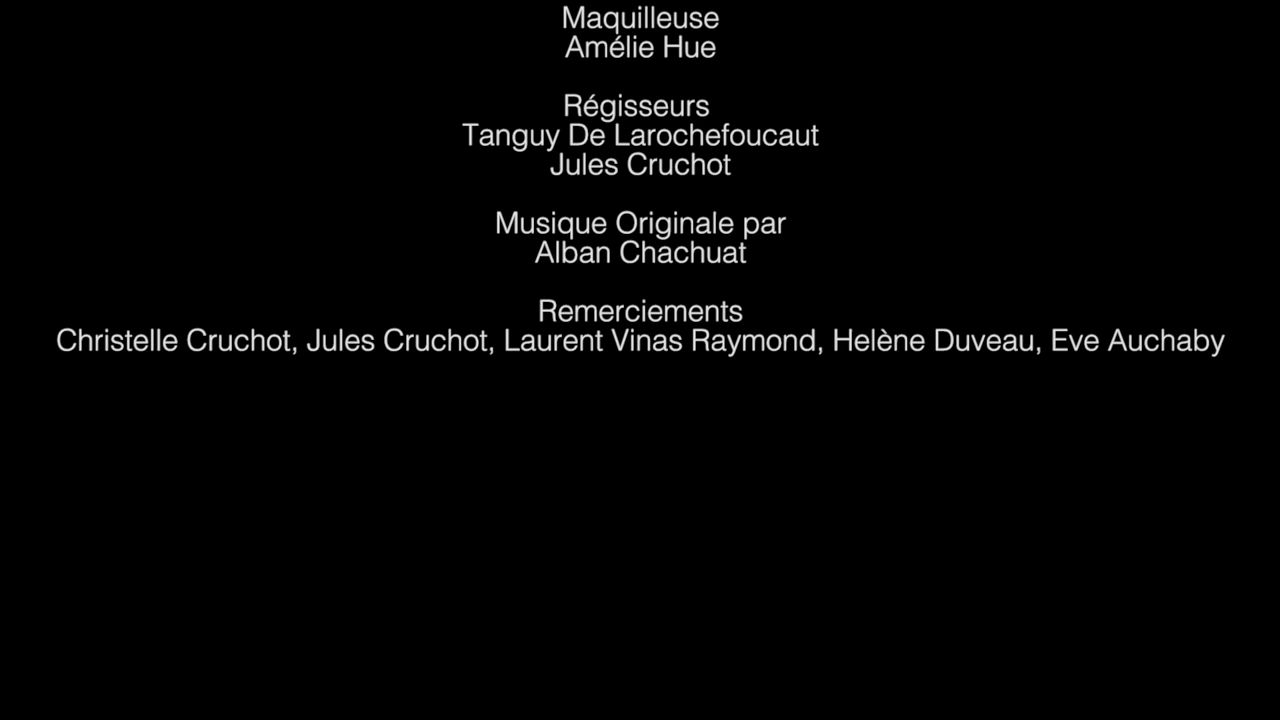 Maquilleuse
Amélie Hue
Régisseurs
Tanguy De Larochefoucaut
Jules Cruchot
Musique Originale par
Alban Chachuat
Remerciements
Christelle Cruchot, Jules Cruchot, Laurent Vinas Raymond, Helène Duveau, Eve Auchaby